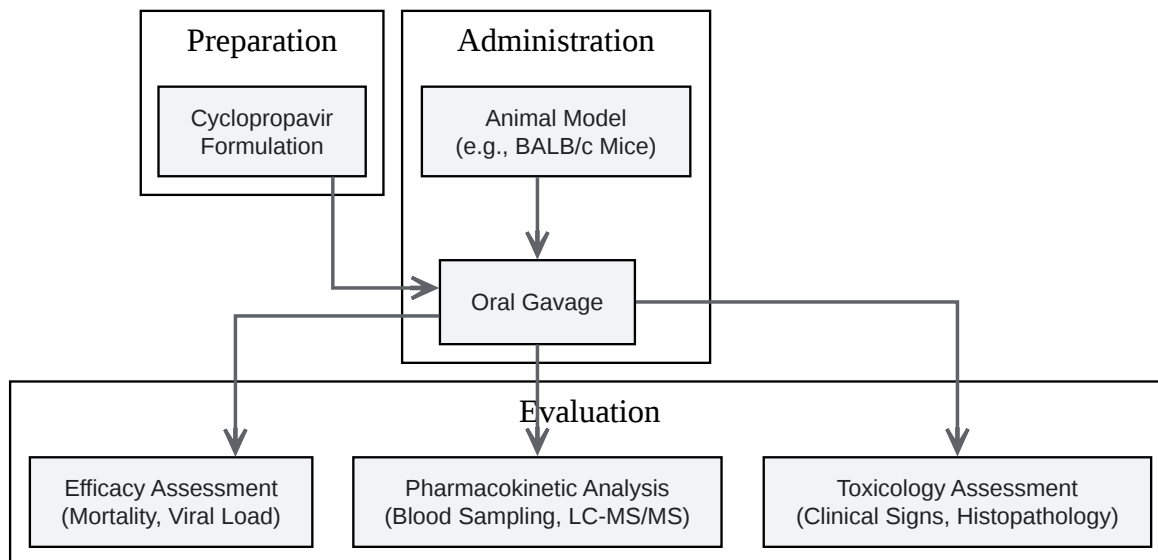 Preparation
Administration
Cyclopropavir
Formulation
Animal Model
(e.g., BALB/c Mice)
Oral Gavage
Evaluation
Efficacy Assessment
(Mortality, Viral Load)
Pharmacokinetic Analysis
(Blood Sampling, LC-MS/MS)
Toxicology Assessment
(Clinical Signs, Histopathology)